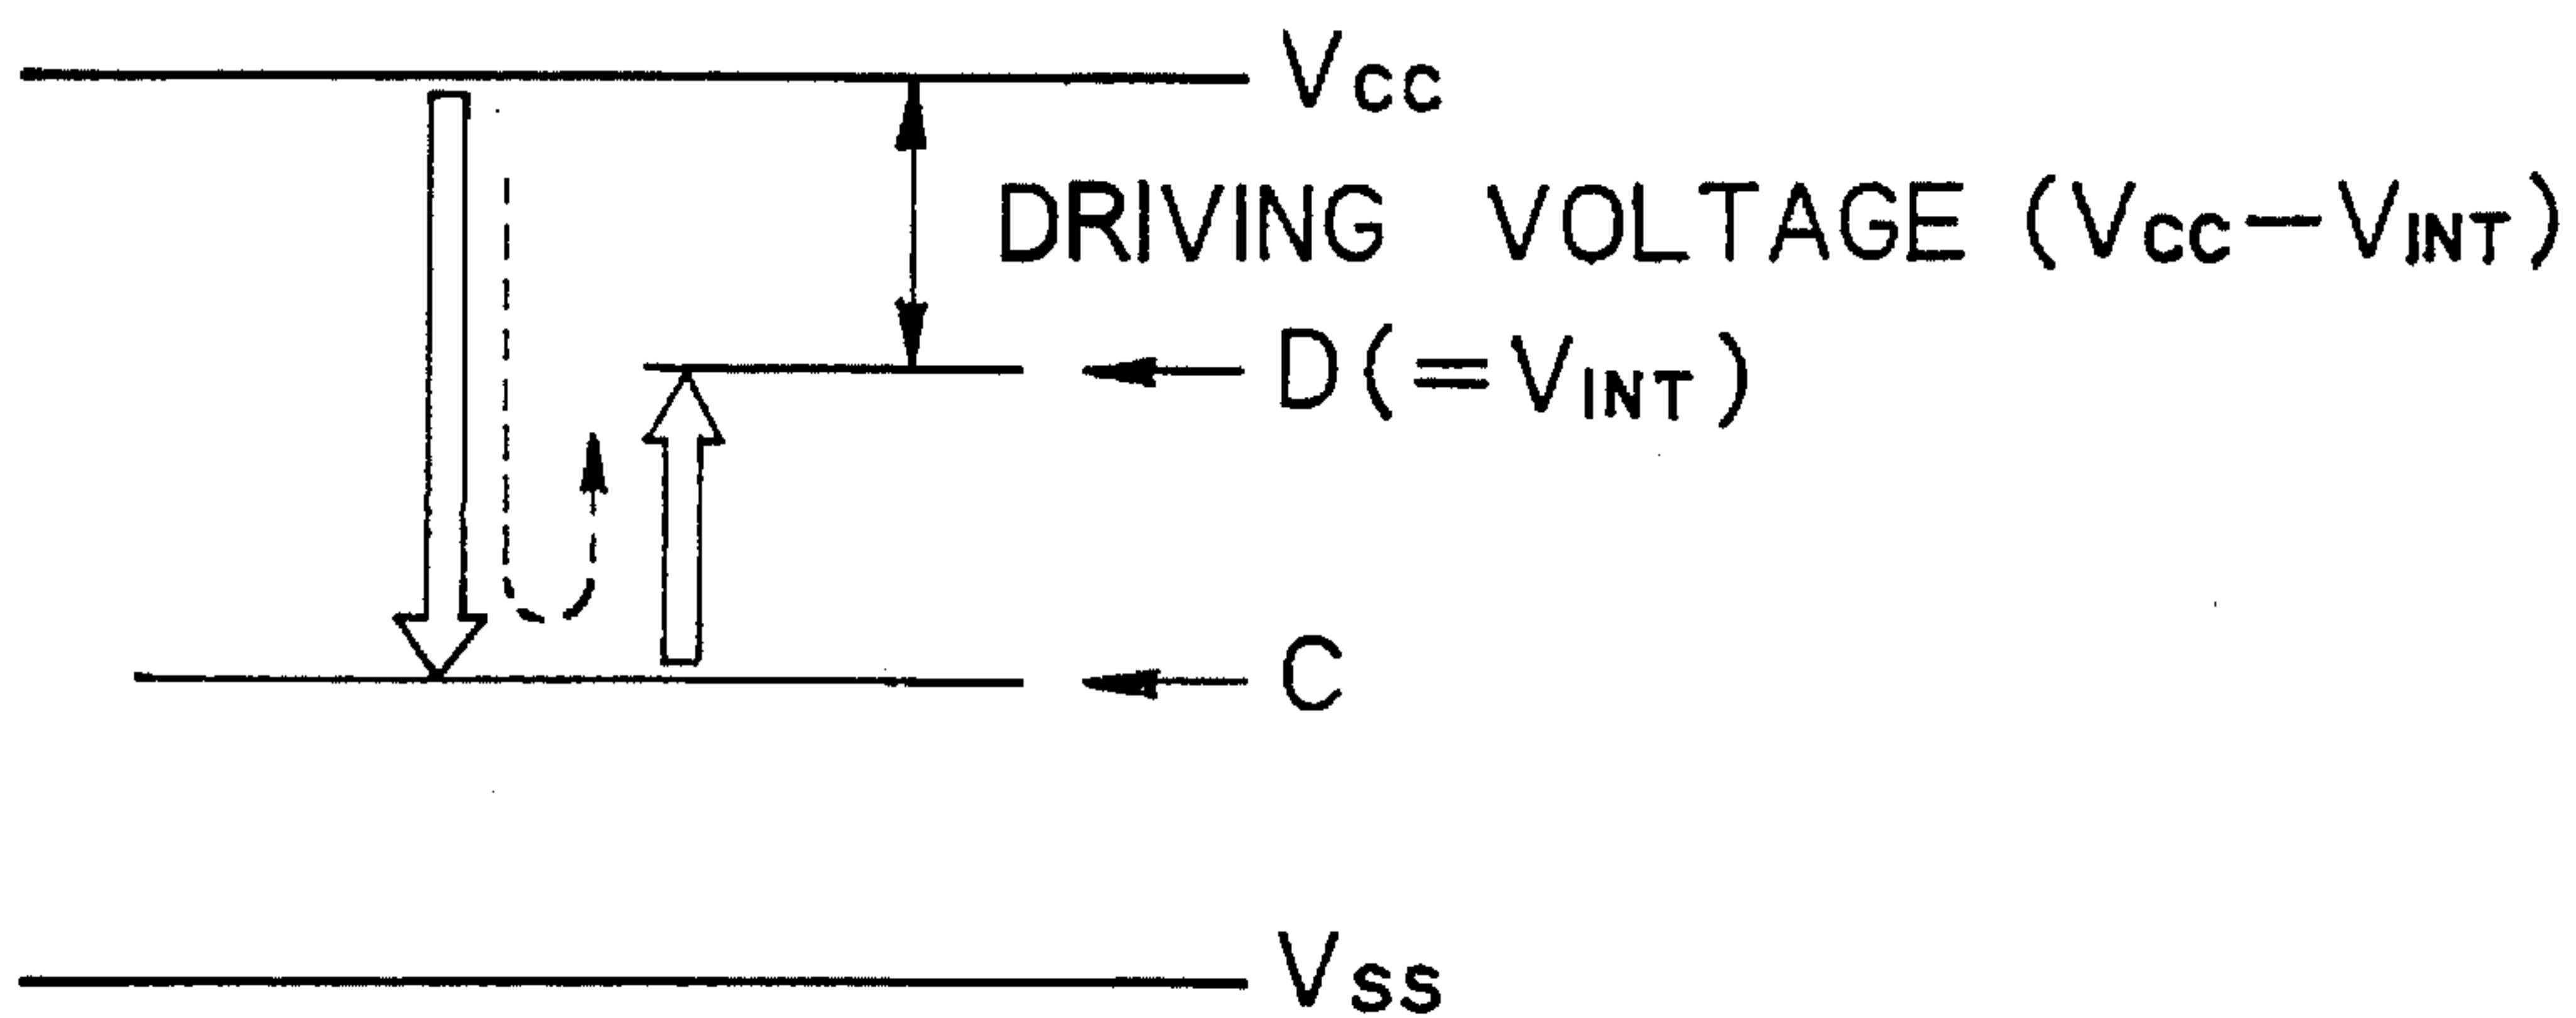 Vcc
DRIVING VOLTAGE (Vcc−VINT)
D(=VINT)
C
Vss